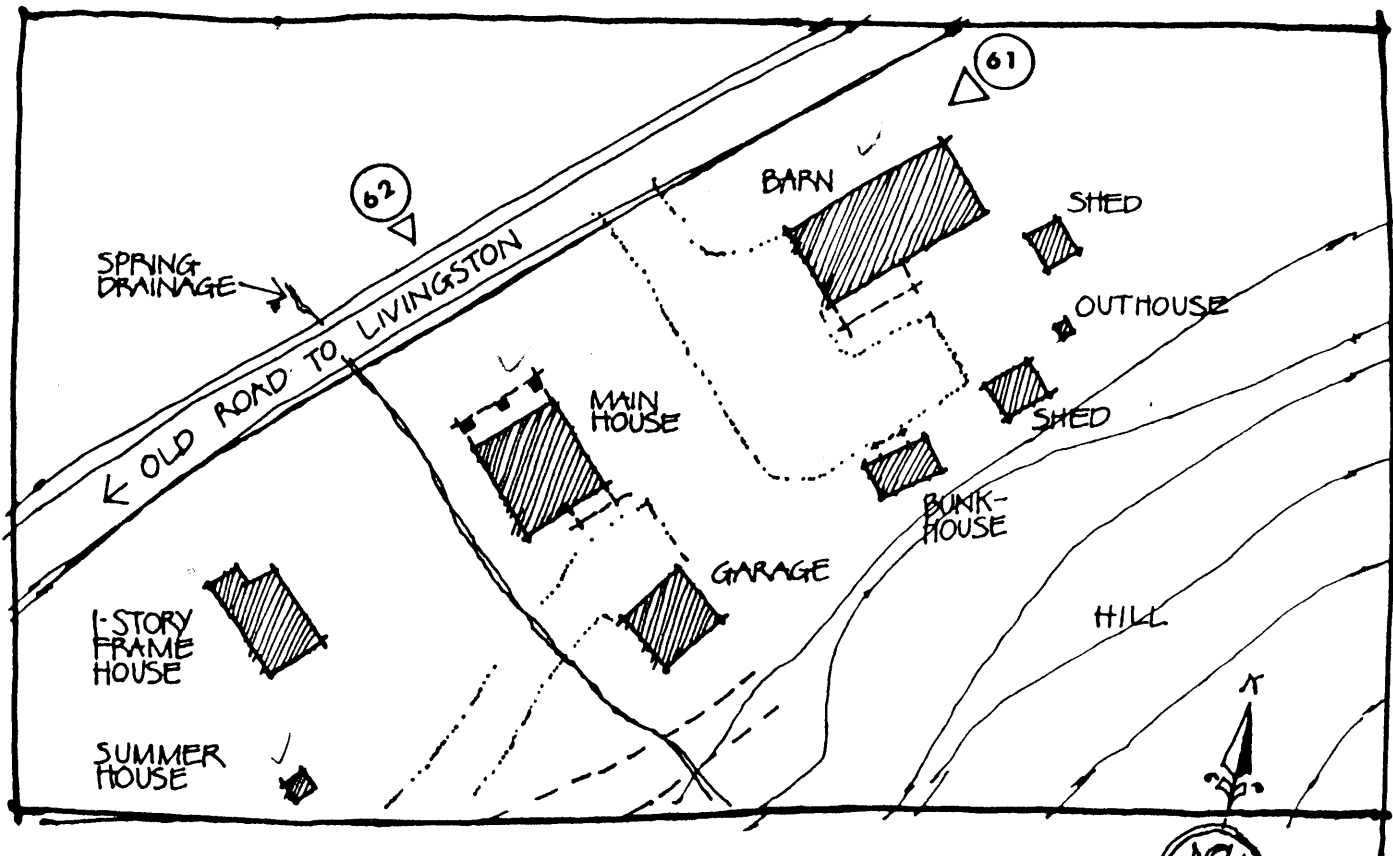 61
62
BARN
SHED
SPRING
DRAINAGE
← OLD ROAD TO LIVINGSTON
OUTHOUSE
MAIN
HOUSE
SHED
BUNK-
HOUSE
GARAGE
1-STORY
FRAME
HOUSE
HILL
N
SUMMER
HOUSE